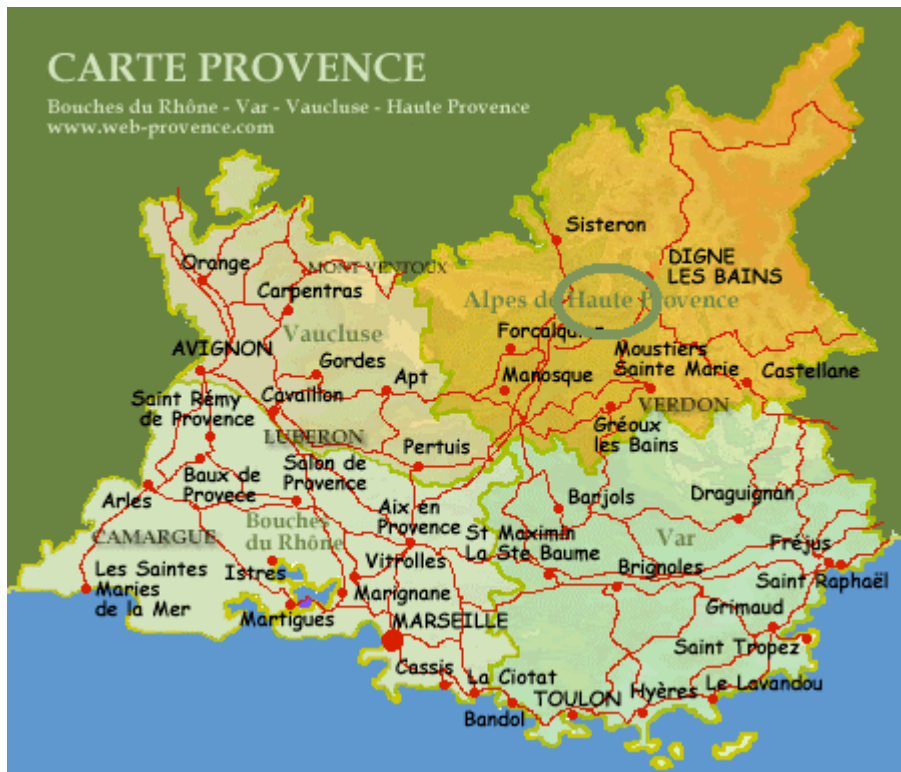 CARTE PROVENCE
Bouches du Rhône - Var - Vaucluse - Haute Provence
www.web-provence.com
Sisteron
DIGNE
LES BAINS
Orange
MONT VENTOUX
Carpentras
Alpes de Haute Provence
Vaucluse
Forcalquier
AVIGNON
Gordes
Moustiers
Sainte Marie
Apt
Manosque
Castellane
Saint Rémy
de Provence
Cavaillon
VERDON
LUBERON
Gréoux
les Bains
Pertuis
Salon de
Provence
Baux de
Provece
Arles
Aix en
Provence
Barjols
Draguignan
Bouches
du Rhône
CAMARGUE
St Maximin
La Ste Baume
Var
Fréjus
Vitrolles
Istres
Les Saintes
Maries
de la Mer
Brignoles
Saint Raphaël
Marignane
Martigues
MARSEILLE
Grimaud
Saint Tropez
Cassis
La Ciotat
TOULON
Hyères
Le Lavandou
Bandol